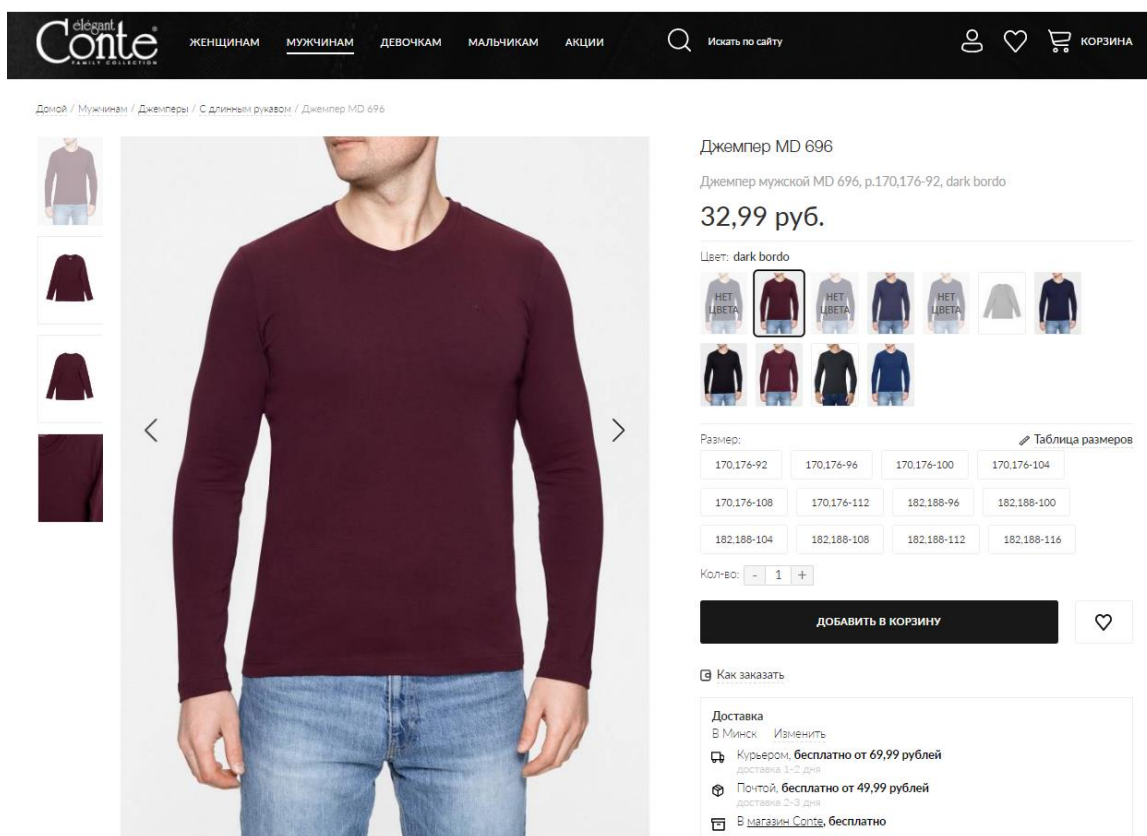 élégant
Conte®
FAMILY COLLECTION
ЖЕНЩИНАМ МУЖЧИНАМ ДЕВОЧКАМ МАЛЬЧИКАМ АКЦИИ Искать по сайту КОРЗИНА
Домой / Мужчинам / Джемперы / С длинным рукавом / Джемпер MD 696
Джемпер MD 696
Джемпер мужской MD 696, р.170,176-92, dark bordo
32,99 руб.
Цвет: dark bordo
НЕТ ЦВЕТА НЕТ ЦВЕТА НЕТ ЦВЕТА
Размер: Таблица размеров
170,176-92 170,176-96 170,176-100 170,176-104
170,176-108 170,176-112 182,188-96 182,188-100
182,188-104 182,188-108 182,188-112 182,188-116
Кол-во: - 1 +
ДОБАВИТЬ В КОРЗИНУ
Как заказать
Доставка
В Минск Изменить
Курьером, бесплатно от 69,99 рублей
доставка 1-2 дня
Почтой, бесплатно от 49,99 рублей
доставка 2-3 дня
В магазин Conte, бесплатно